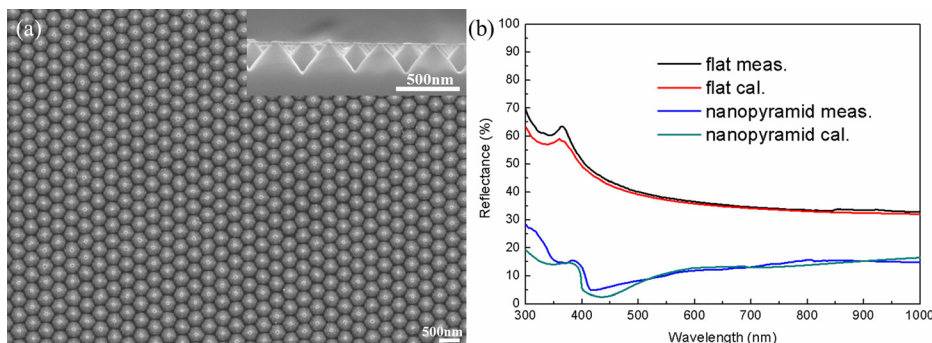 (a)
500nm
500nm
(b)
100
90
80
70
60
50
40
30
20
10
0
Reflectance (%)
flat meas.
flat cal.
nanopyramid meas.
nanopyramid cal.
300 400 500 600 700 800 900 1000
Wavelength (nm)